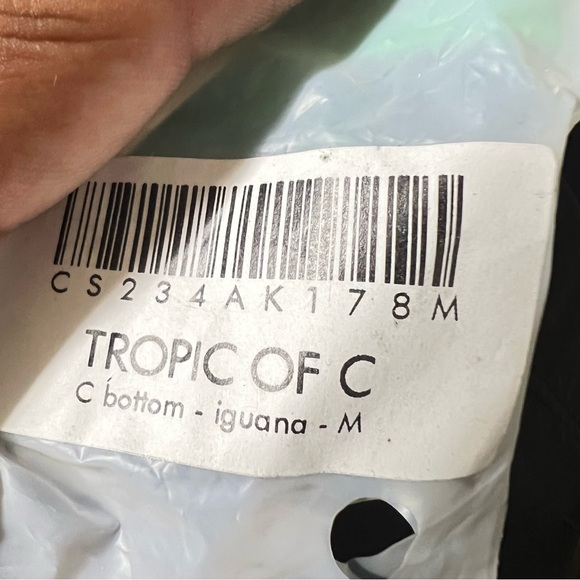 CS234AK178M
TROPIC OF C
C bottom - iguana - M